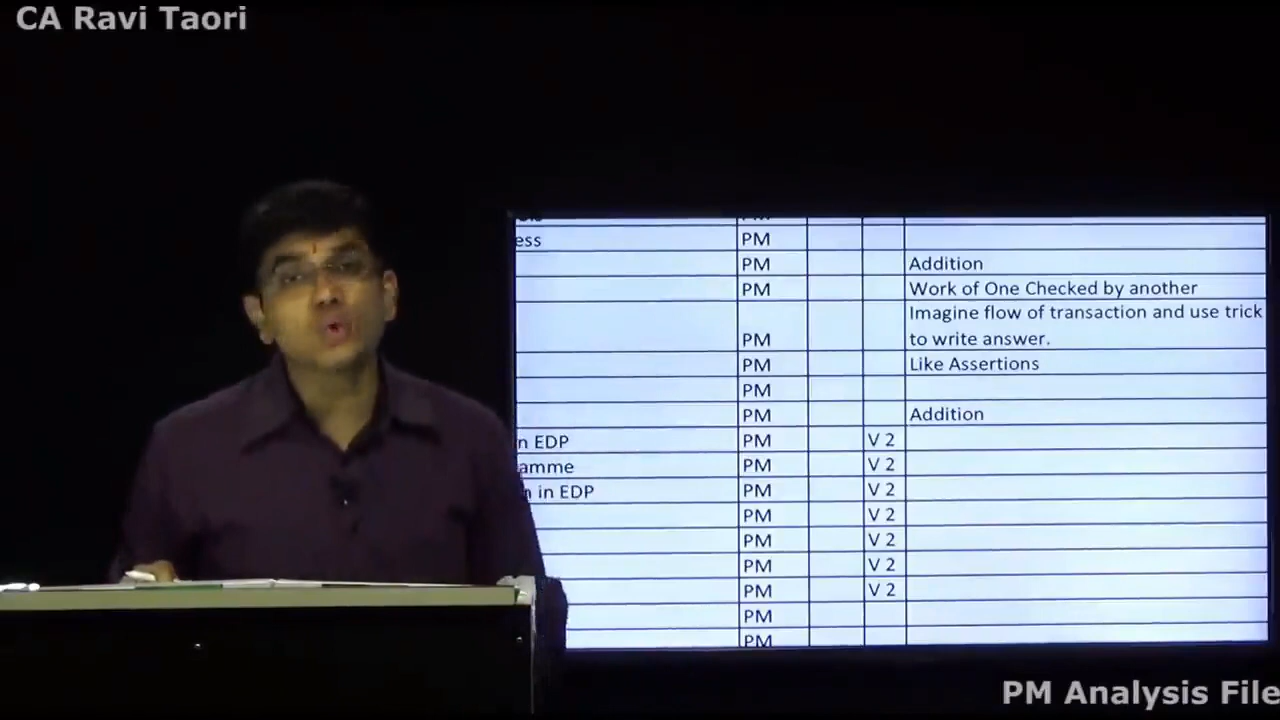 CA Ravi Taori
PM
ess PM
PM Addition
PM Work of One Checked by another
Imagine flow of transaction and use trick
PM to write answer.
PM Like Assertions
PM
PM Addition
n EDP PM V 2
amme PM V 2
n in EDP PM V 2
PM V 2
PM V 2
PM V 2
PM V 2
PM
PM
PM Analysis File